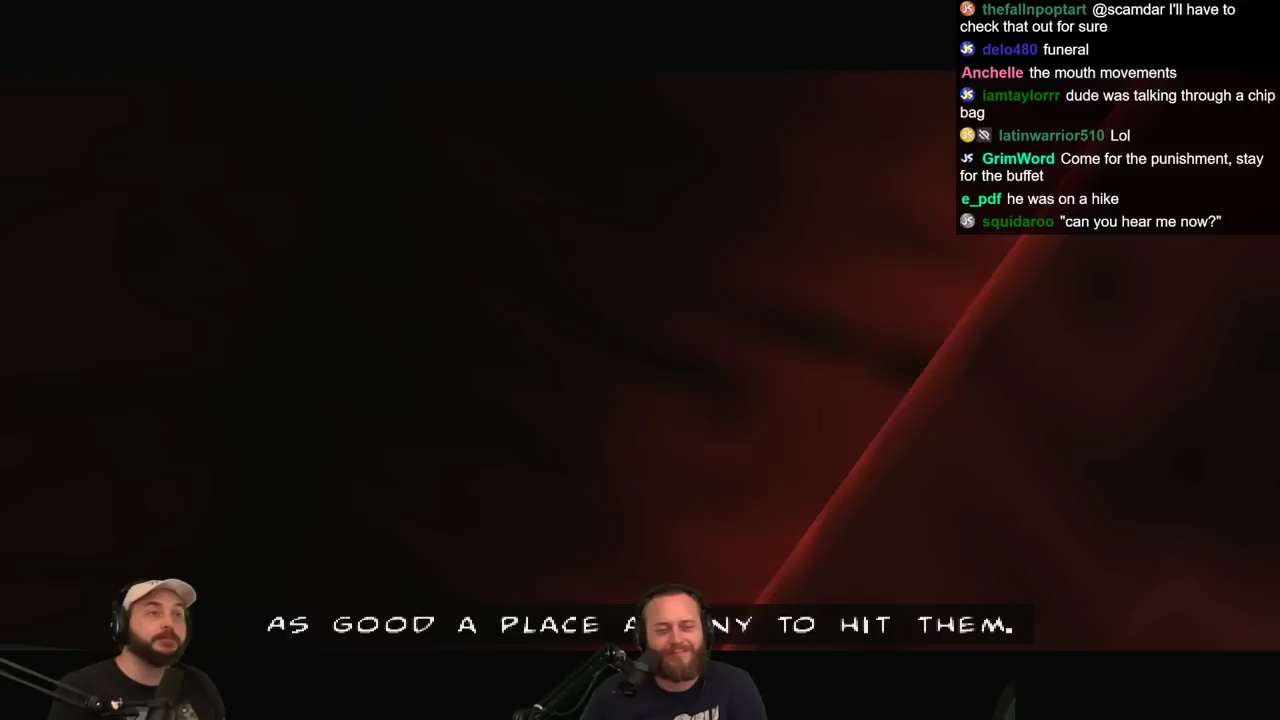 thefallnpoptart @scamdar I'll have to
check that out for sure
delo480 funeral
Anchelle the mouth movements
iamtaylorrr dude was talking through a chip
bag
latinwarrior510 Lol
GrimWord Come for the punishment, stay
for the buffet
e_pdf he was on a hike
squidaroo "can you hear me now?"
AS GOOD A PLACE A NY TO HIT THEM.